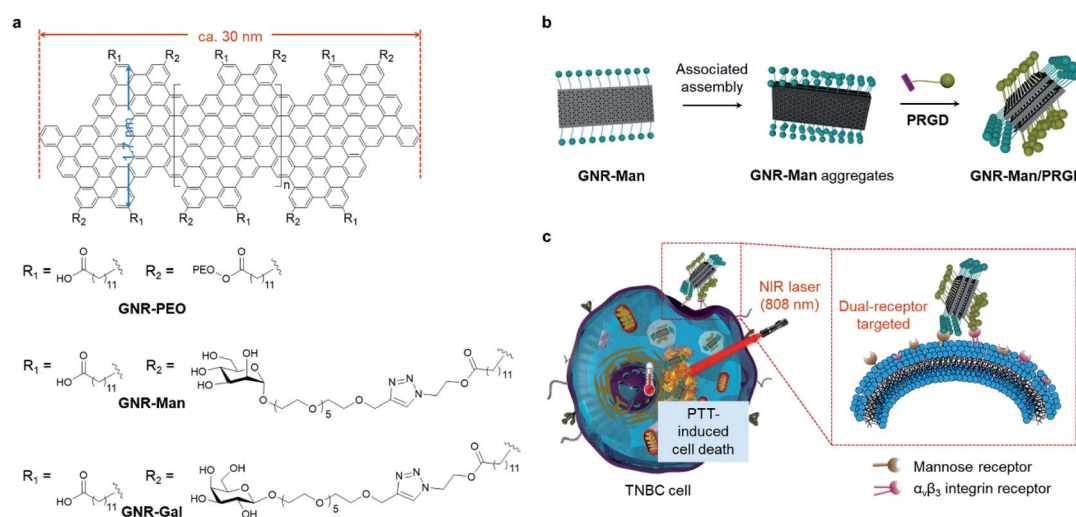 a
ca. 30 nm
R1 R2 R1 R2 R1 R2
1.7 nm
n
R2 R1 R2 R1 R2 R1
R1 = HO O 11 R2 = PEO O O 11
GNR-PEO
R1 = HO O 11 R2 = HO OH OH HO O O O 5 O N=N N O O 11
GNR-Man
R1 = HO O 11 R2 = OH OH HO O OH O O 5 O N=N N O O 11
GNR-Gal
b
Associated
assembly
PRGD
GNR-Man
GNR-Man aggregates
GNR-Man/PRGD
c
NIR laser
(808 nm)
PTT-
induced
cell death
TNBC cell
Dual-receptor
targeted
Mannose receptor
αvβ3 integrin receptor